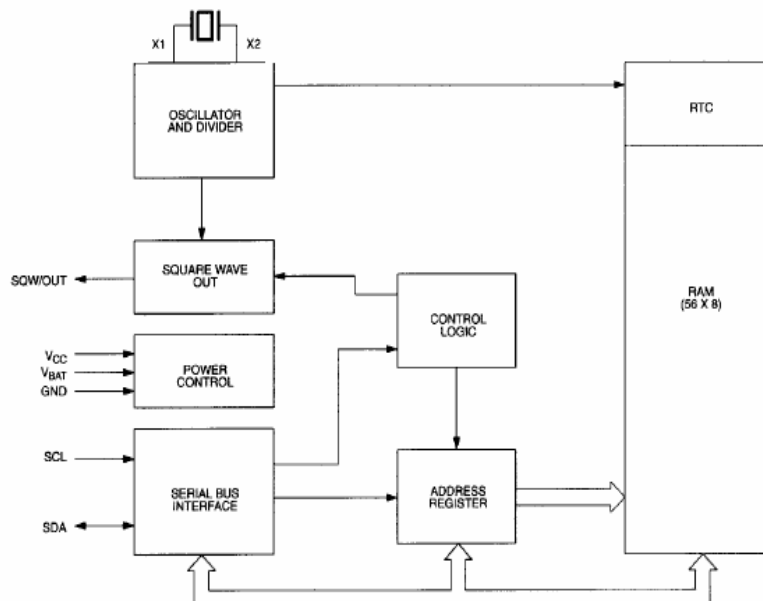 X1
X2
OSCILLATOR
AND DIVIDER
RTC
SQW/OUT
SQUARE WAVE
OUT
CONTROL
LOGIC
RAM
(56 X 8)
VCC
VBAT
GND
POWER
CONTROL
SCL
SDA
SERIAL BUS
INTERFACE
ADDRESS
REGISTER